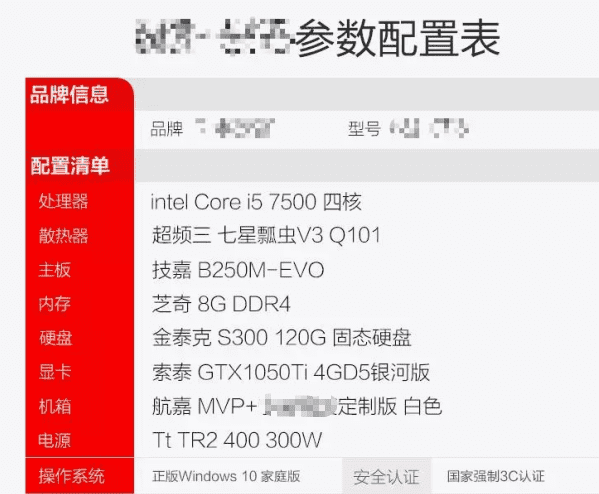 参数配置表
品牌信息
品牌 型号
配置清单
处理器 intel Core i5 7500 四核
散热器 超频三 七星瓢虫V3 Q101
主板 技嘉 B250M-EVO
内存 芝奇 8G DDR4
硬盘 金泰克 S300 120G 固态硬盘
显卡 索泰 GTX1050Ti 4GD5银河版
机箱 航嘉 MVP+ 定制版 白色
电源 Tt TR2 400 300W
操作系统 正版Windows 10 家庭版 安全认证 国家强制3C认证